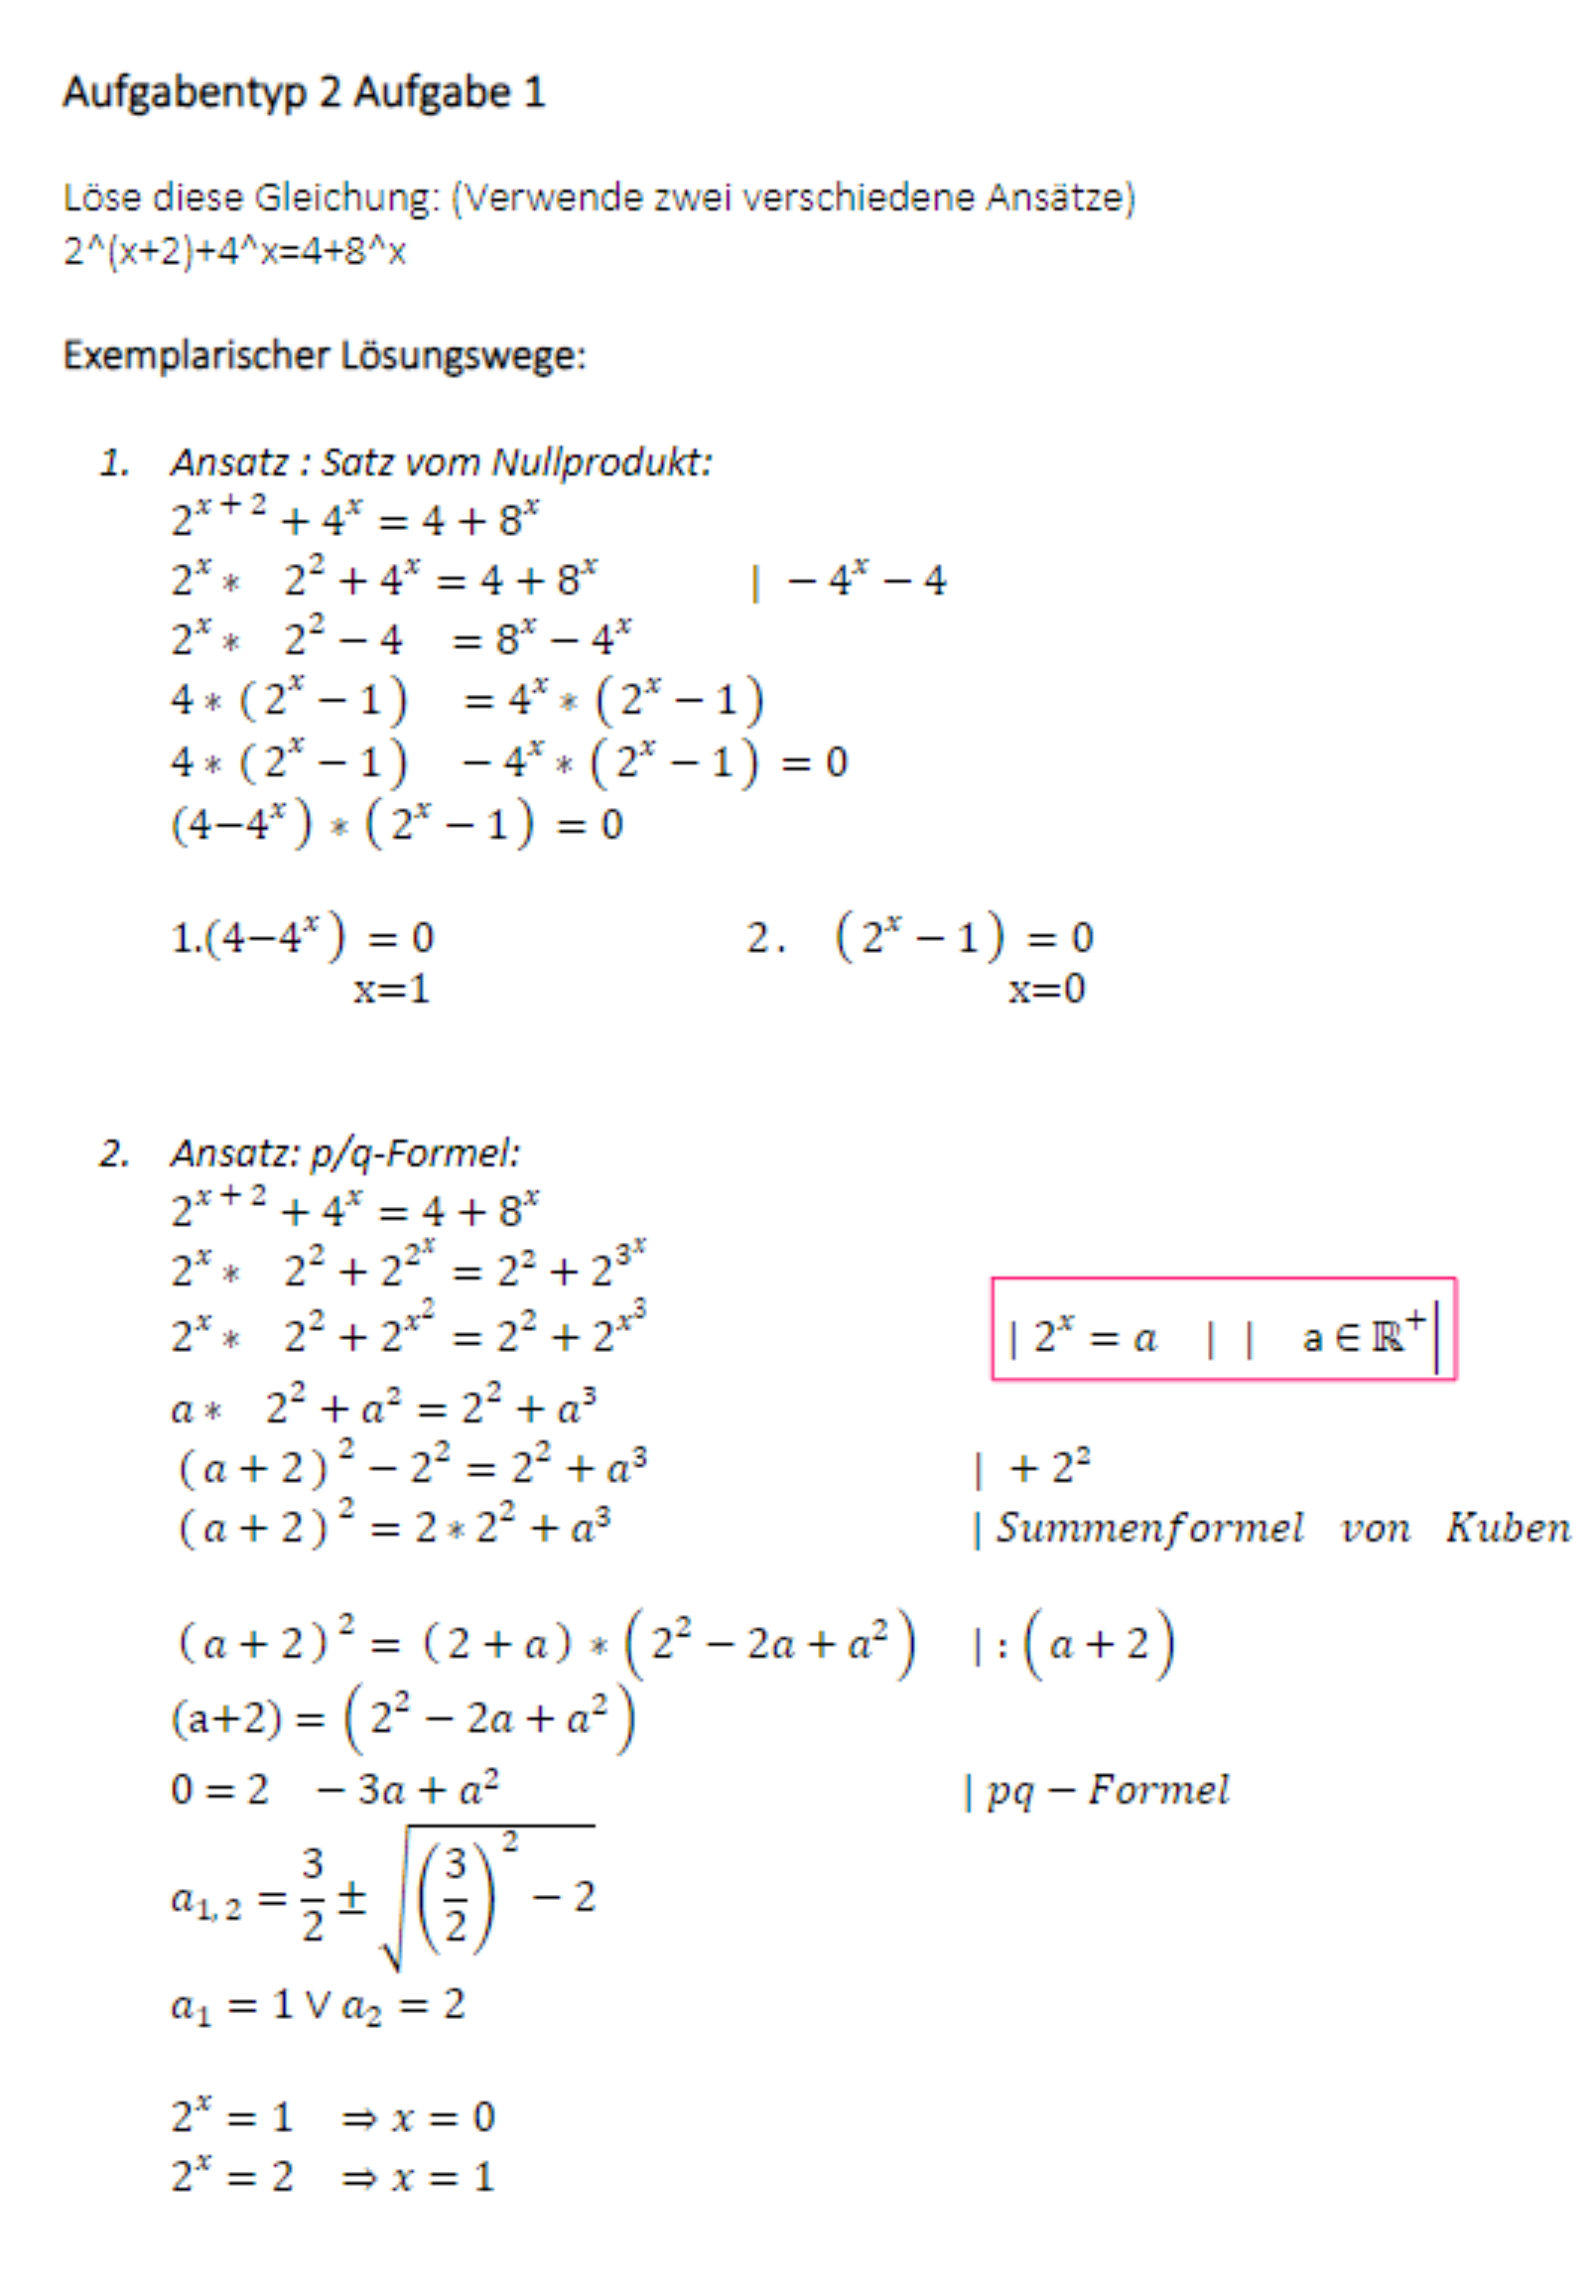 Aufgabentyp 2 Aufgabe 1
Löse diese Gleichung: (Verwende zwei verschiedene Ansätze)
2^(x+2)+4^x=4+8^x
Exemplarischer Lösungswege:
1. Ansatz : Satz vom Nullprodukt:
2^{x+2} + 4^x = 4 + 8^x
2^x * 2^2 + 4^x = 4 + 8^x | − 4^x − 4
2^x * 2^2 − 4 = 8^x − 4^x
4 * (2^x − 1) = 4^x * (2^x − 1)
4 * (2^x − 1) − 4^x * (2^x − 1) = 0
(4−4^x) * (2^x − 1) = 0
1.(4−4^x) = 0 2. (2^x − 1) = 0
x=1 x=0
2. Ansatz: p/q-Formel:
2^{x+2} + 4^x = 4 + 8^x
2^x * 2^2 + 2^{2^x} = 2^2 + 2^{3^x}
2^x * 2^2 + 2^{x^2} = 2^2 + 2^{x^3} | 2^x = a | | a ∈ ℝ^+ |
a * 2^2 + a^2 = 2^2 + a^3
(a + 2)^2 − 2^2 = 2^2 + a^3 | + 2^2
(a + 2)^2 = 2 * 2^2 + a^3 | Summenformel von Kuben
(a + 2)^2 = (2 + a) * (2^2 − 2a + a^2) | : (a + 2)
(a+2) = (2^2 − 2a + a^2)
0 = 2 − 3a + a^2 | pq − Formel
a_{1,2} = \frac{3}{2} ± \sqrt{(\frac{3}{2})^2 − 2}
a_1 = 1 ∨ a_2 = 2
2^x = 1 ⇒ x = 0
2^x = 2 ⇒ x = 1